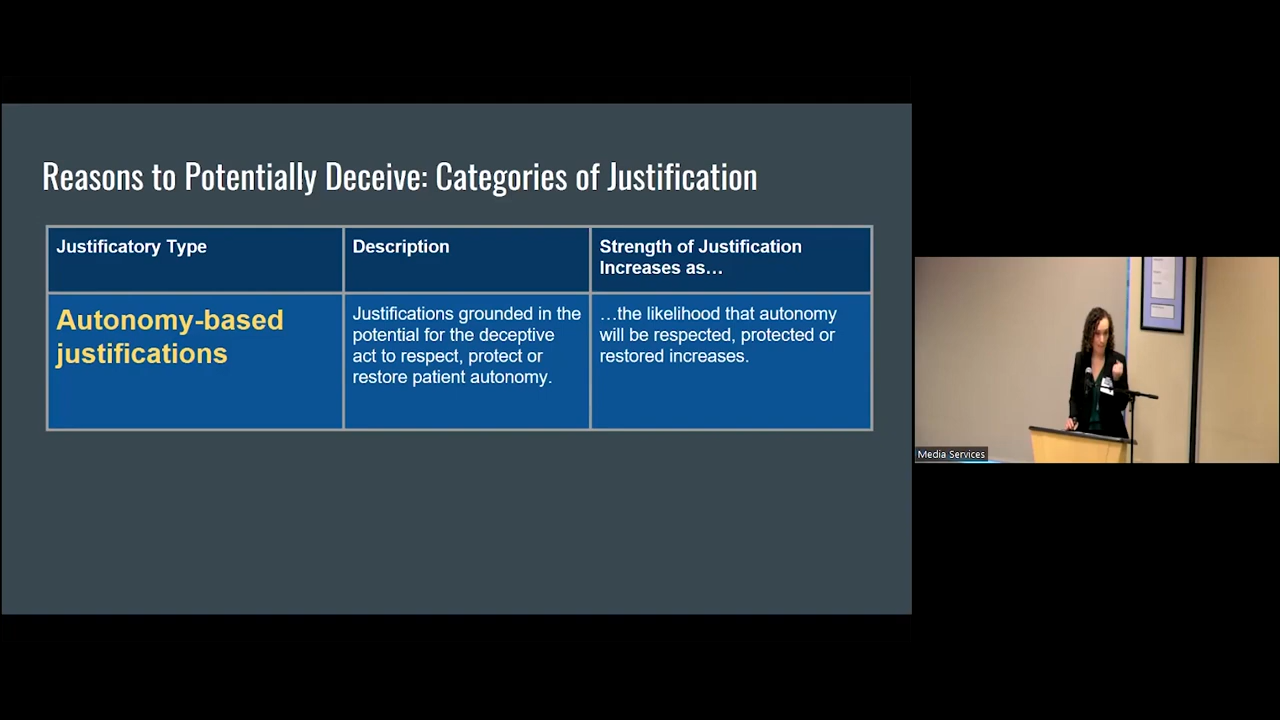 Reasons to Potentially Deceive: Categories of Justification
Justificatory Type
Description
Strength of Justification
Increases as…
Autonomy-based
justifications
Justifications grounded in the
potential for the deceptive
act to respect, protect or
restore patient autonomy.
…the likelihood that autonomy
will be respected, protected or
restored increases.
Media Services